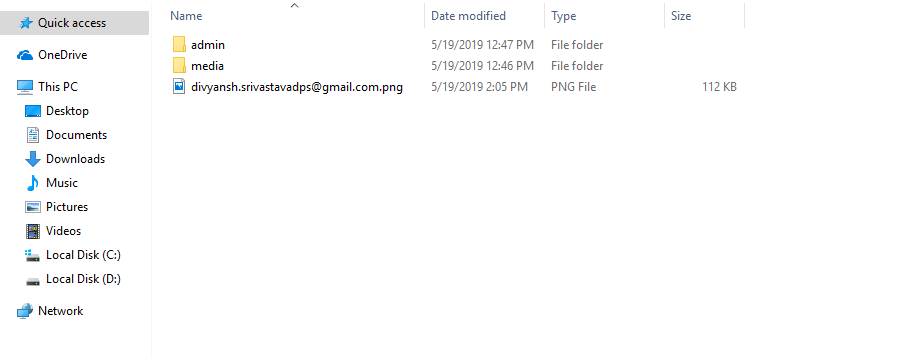 Quick access
OneDrive
This PC
Desktop
Documents
Downloads
Music
Pictures
Videos
Local Disk (C:)
Local Disk (D:)
Network
Name Date modified Type Size
admin 5/19/2019 12:47 PM File folder
media 5/19/2019 12:46 PM File folder
divyansh.srivastavadps@gmail.com.png 5/19/2019 2:05 PM PNG File 112 KB